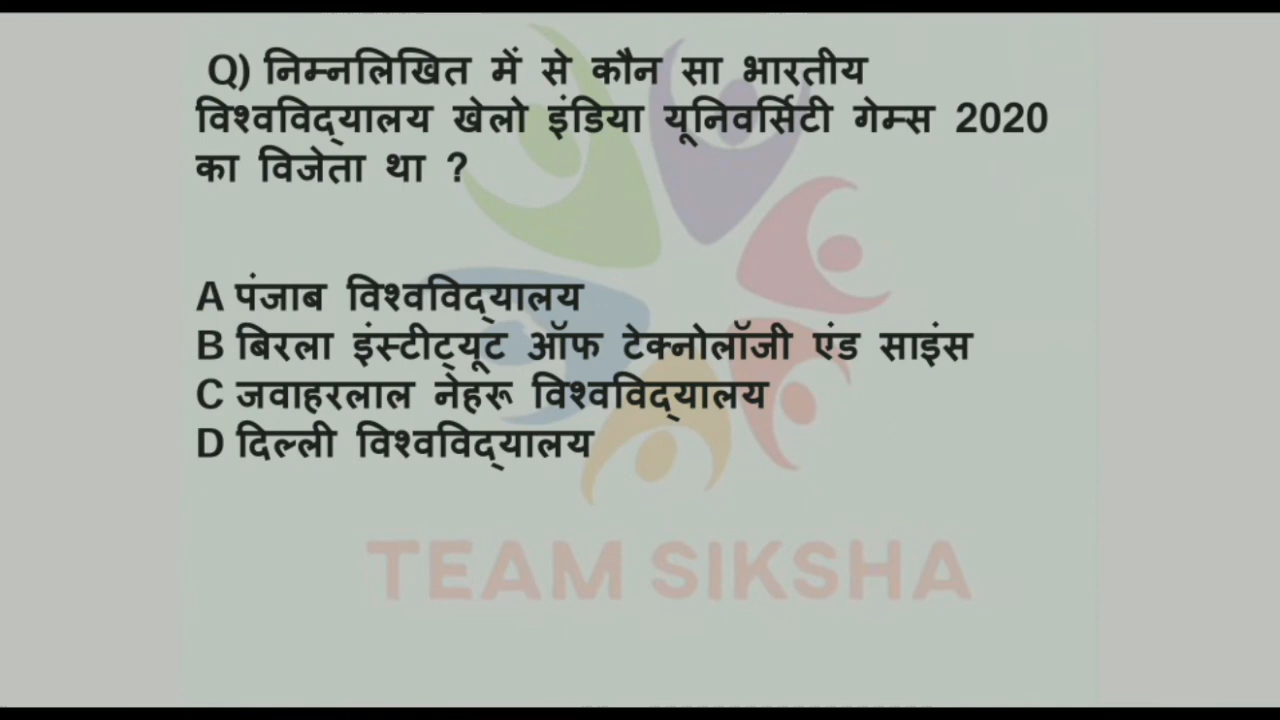 Q) निम्नलिखित में से कौन सा भारतीय
विश्वविद्यालय खेलो इंडिया यूनिवर्सिटी गेम्स 2020
का विजेता था ?
A पंजाब विश्वविद्यालय
B बिरला इंस्टीट्यूट ऑफ टेक्नोलॉजी एंड साइंस
C जवाहरलाल नेहरू विश्वविद्यालय
D दिल्ली विश्वविद्यालय
TEAM SIKSHA